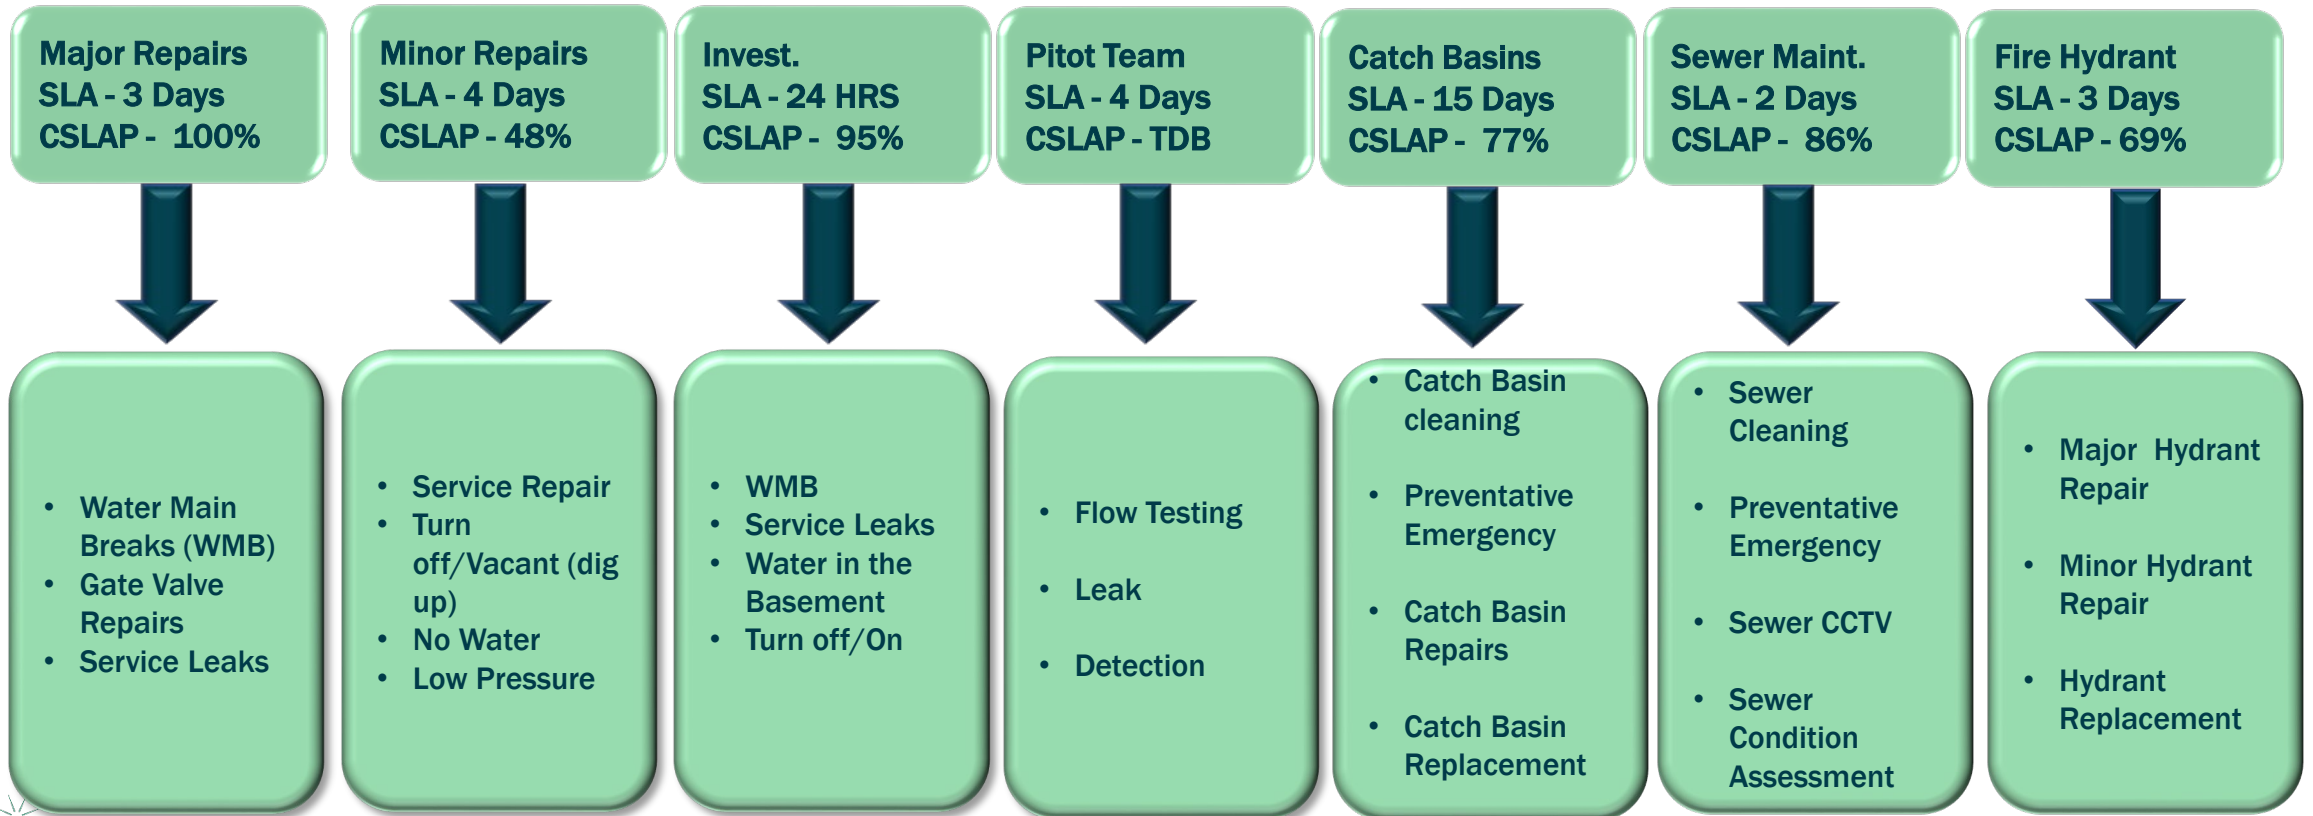 Major Repairs
SLA - 3 Days
CSLAP - 100%
Minor Repairs
SLA - 4 Days
CSLAP - 48%
Invest.
SLA - 24 HRS
CSLAP - 95%
Pitot Team
SLA - 4 Days
CSLAP - TDB
Catch Basins
SLA - 15 Days
CSLAP - 77%
Sewer Maint.
SLA - 2 Days
CSLAP - 86%
Fire Hydrant
SLA - 3 Days
CSLAP - 69%
• Water Main
Breaks (WMB)
• Gate Valve
Repairs
• Service Leaks
• Service Repair
• Turn
off/Vacant (dig
up)
• No Water
• Low Pressure
• WMB
• Service Leaks
• Water in the
Basement
• Turn off/On
• Flow Testing
• Leak
• Detection
• Catch Basin
cleaning
• Preventative
Emergency
• Catch Basin
Repairs
• Catch Basin
Replacement
• Sewer
Cleaning
• Preventative
Emergency
• Sewer CCTV
• Sewer
Condition
Assessment
• Major Hydrant
Repair
• Minor Hydrant
Repair
• Hydrant
Replacement